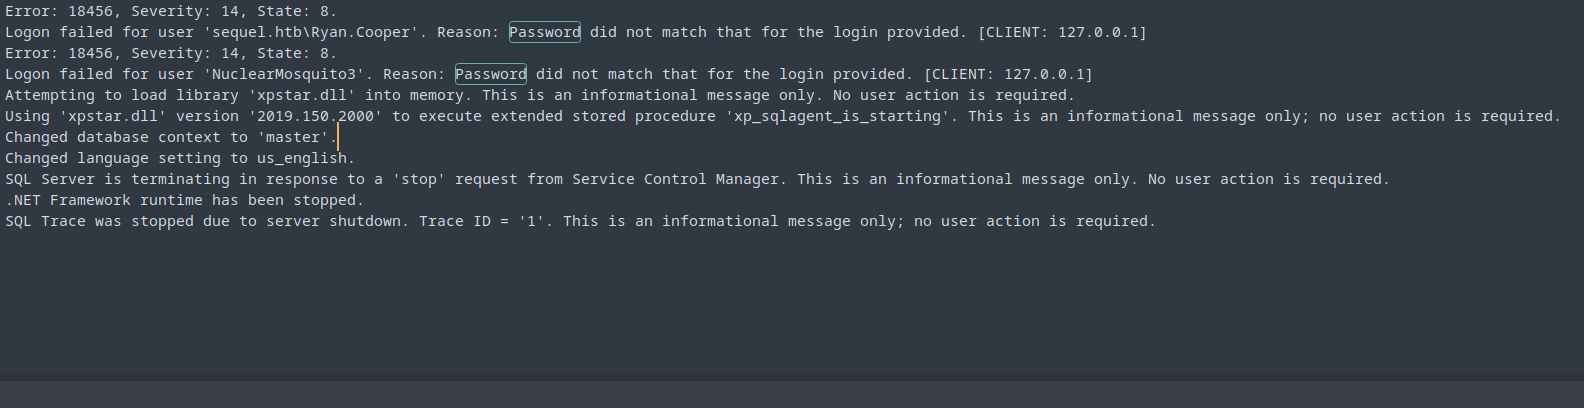 Error: 18456, Severity: 14, State: 8.
Logon failed for user 'sequel.htb\Ryan.Cooper'. Reason: Password did not match that for the login provided. [CLIENT: 127.0.0.1]
Error: 18456, Severity: 14, State: 8.
Logon failed for user 'NuclearMosquito3'. Reason: Password did not match that for the login provided. [CLIENT: 127.0.0.1]
Attempting to load library 'xpstar.dll' into memory. This is an informational message only. No user action is required.
Using 'xpstar.dll' version '2019.150.2000' to execute extended stored procedure 'xp_sqlagent_is_starting'. This is an informational message only; no user action is required.
Changed database context to 'master'.
Changed language setting to us_english.
SQL Server is terminating in response to a 'stop' request from Service Control Manager. This is an informational message only. No user action is required.
.NET Framework runtime has been stopped.
SQL Trace was stopped due to server shutdown. Trace ID = '1'. This is an informational message only; no user action is required.